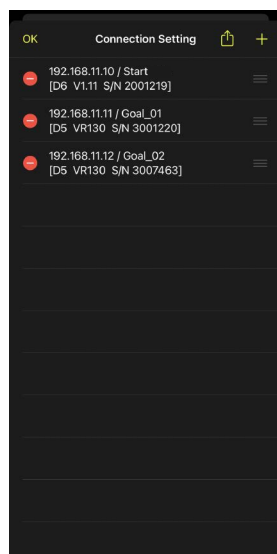 OK
Connection Setting
192.168.11.10 / Start
[D6 V1.11 S/N 2001219]
192.168.11.11 / Goal_01
[D5 VR130 S/N 3001220]
192.168.11.12 / Goal_02
[D5 VR130 S/N 3007463]